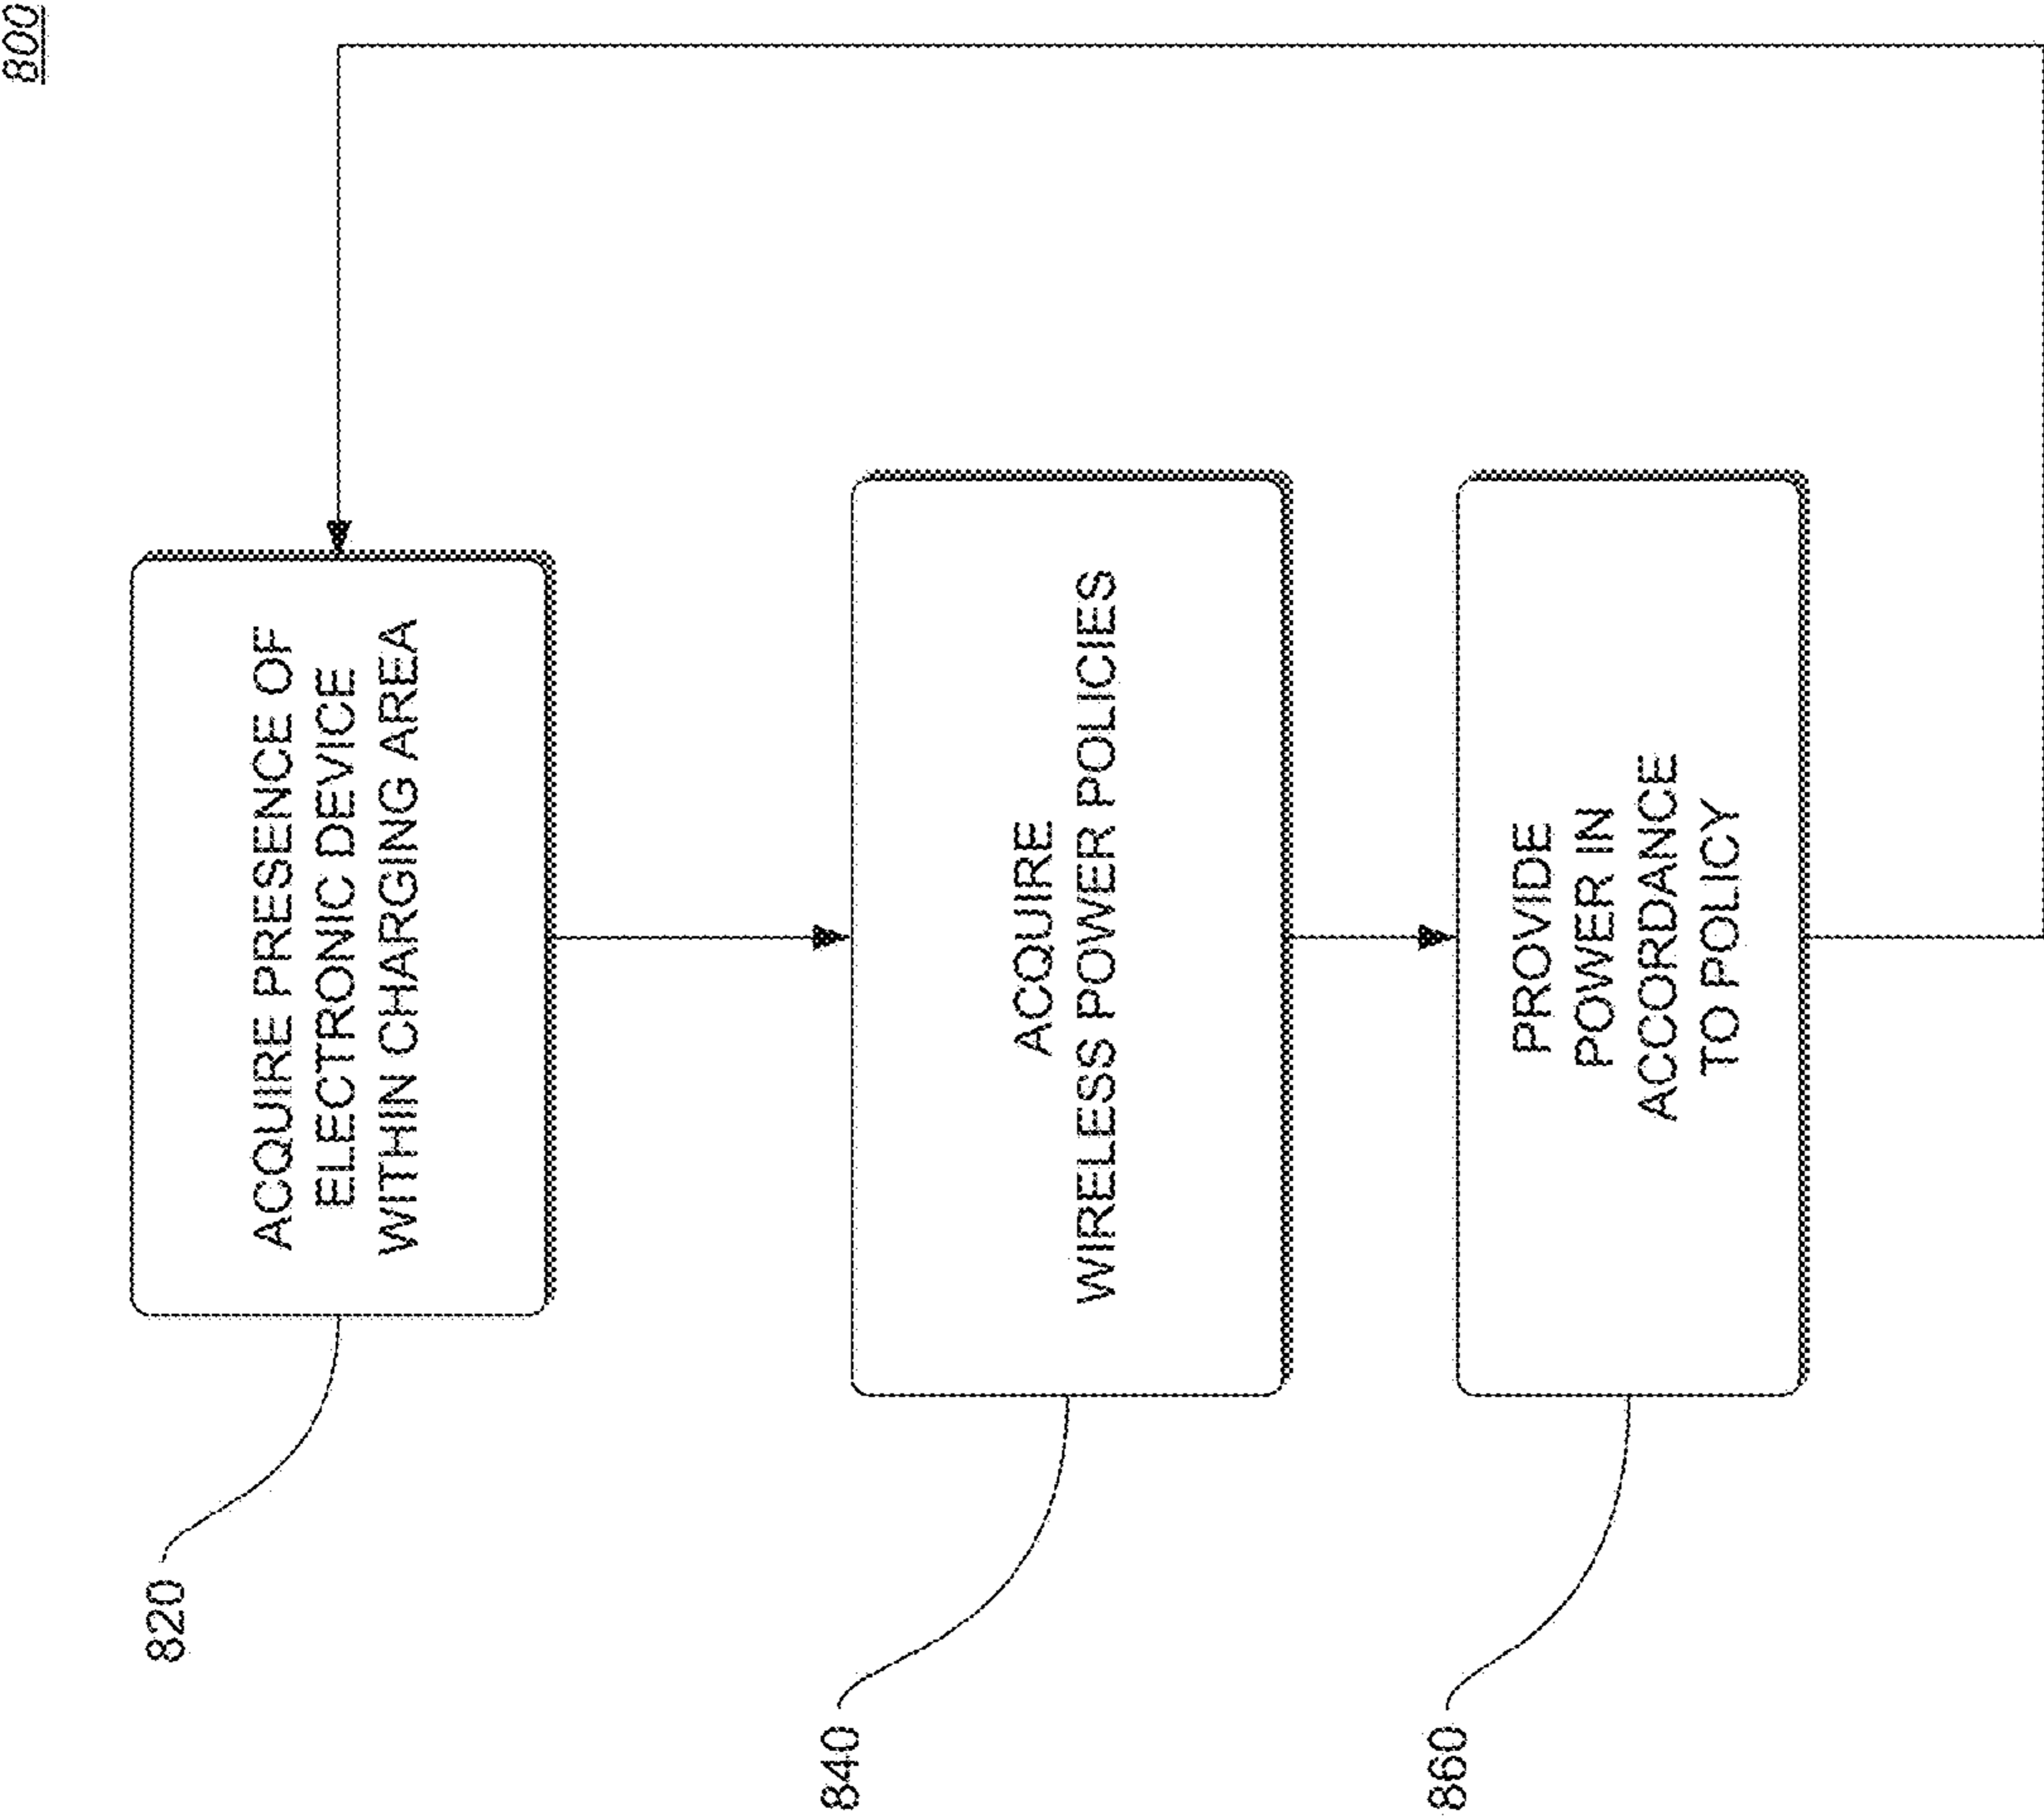 800
820
ACQUIRE PRESENCE OF
ELECTRONIC DEVICE
WITHIN CHARGING AREA
840
ACQUIRE
WIRELESS POWER POLICIES
860
PROVIDE
POWER IN
ACCORDANCE
TO POLICY